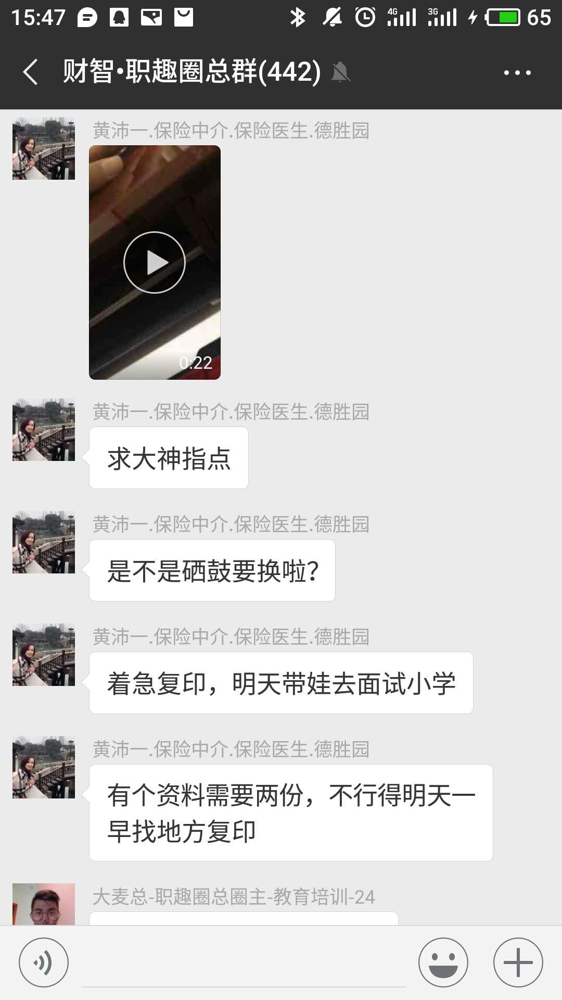 15:47 4G 3G 65
财智•职趣圈总群(442)
黄沛一.保险中介.保险医生.德胜园
0:22
黄沛一.保险中介.保险医生.德胜园
求大神指点
黄沛一.保险中介.保险医生.德胜园
是不是硒鼓要换啦？
黄沛一.保险中介.保险医生.德胜园
着急复印，明天带娃去面试小学
黄沛一.保险中介.保险医生.德胜园
有个资料需要两份，不行得明天一
早找地方复印
大麦总-职趣圈总圈主-教育培训-24